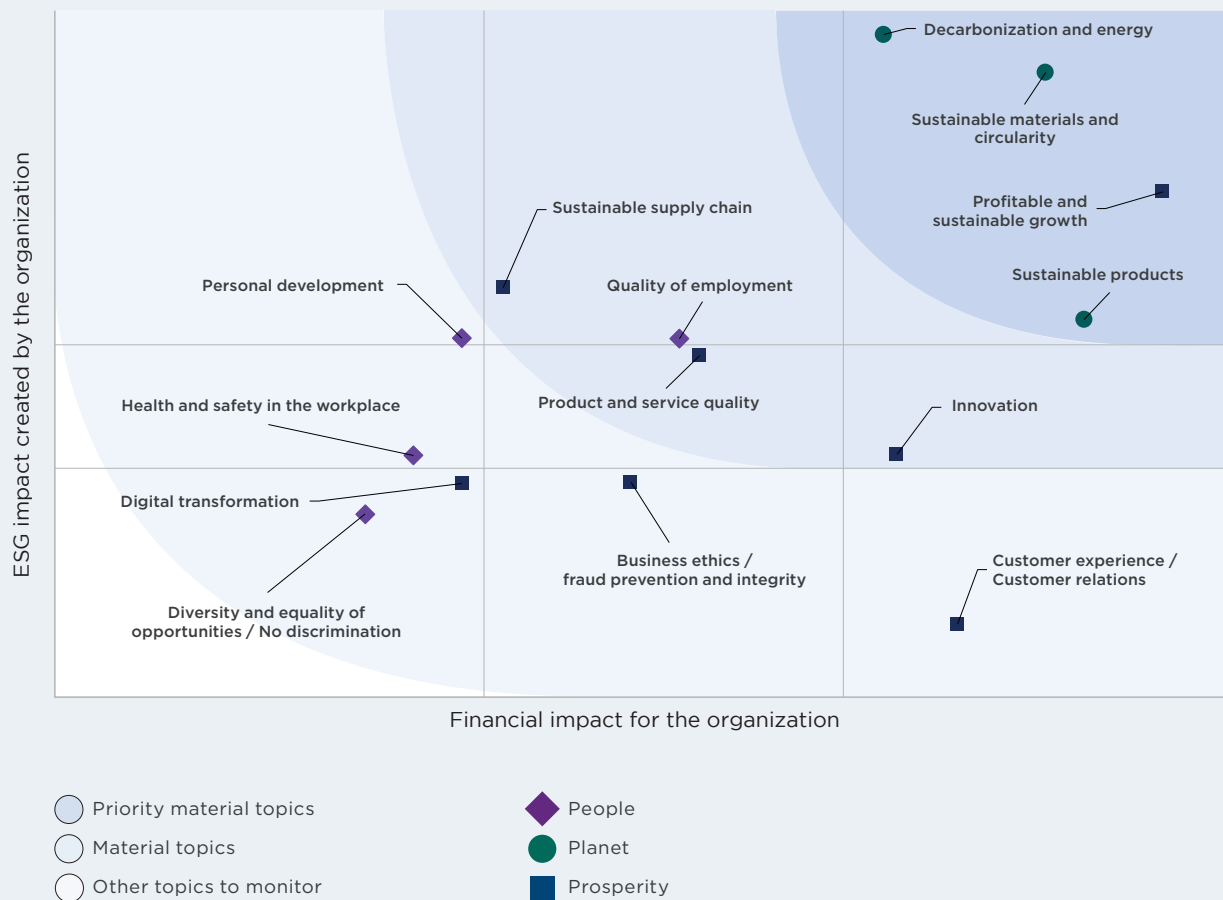 Decarbonization and energy
Sustainable materials and
circularity
Profitable and
sustainable growth
Sustainable supply chain
Sustainable products
Personal development
Quality of employment
Product and service quality
Health and safety in the workplace
Innovation
Digital transformation
Business ethics /
fraud prevention and integrity
Customer experience /
Customer relations
Diversity and equality of
opportunities / No discrimination
ESG impact created by the organization
Financial impact for the organization
Priority material topics
Material topics
Other topics to monitor
People
Planet
Prosperity